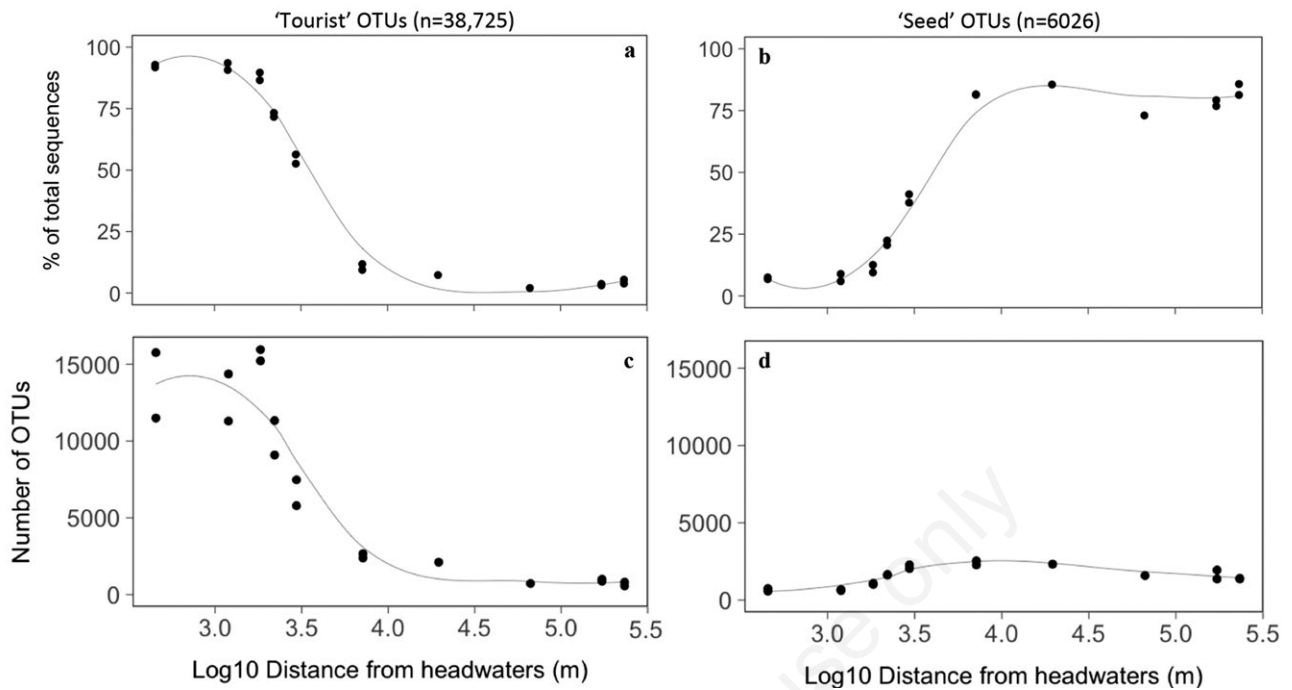 ‘Tourist’ OTUs (n=38,725)
‘Seed’ OTUs (n=6026)
% of total sequences
100
75
50
25
0
a
100
75
50
25
0
b
Number of OTUs
15000
10000
5000
0
c
15000
10000
5000
0
d
3.0 3.5 4.0 4.5 5.0 5.5
3.0 3.5 4.0 4.5 5.0 5.5
Log10 Distance from headwaters (m)
Log10 Distance from headwaters (m)
use only